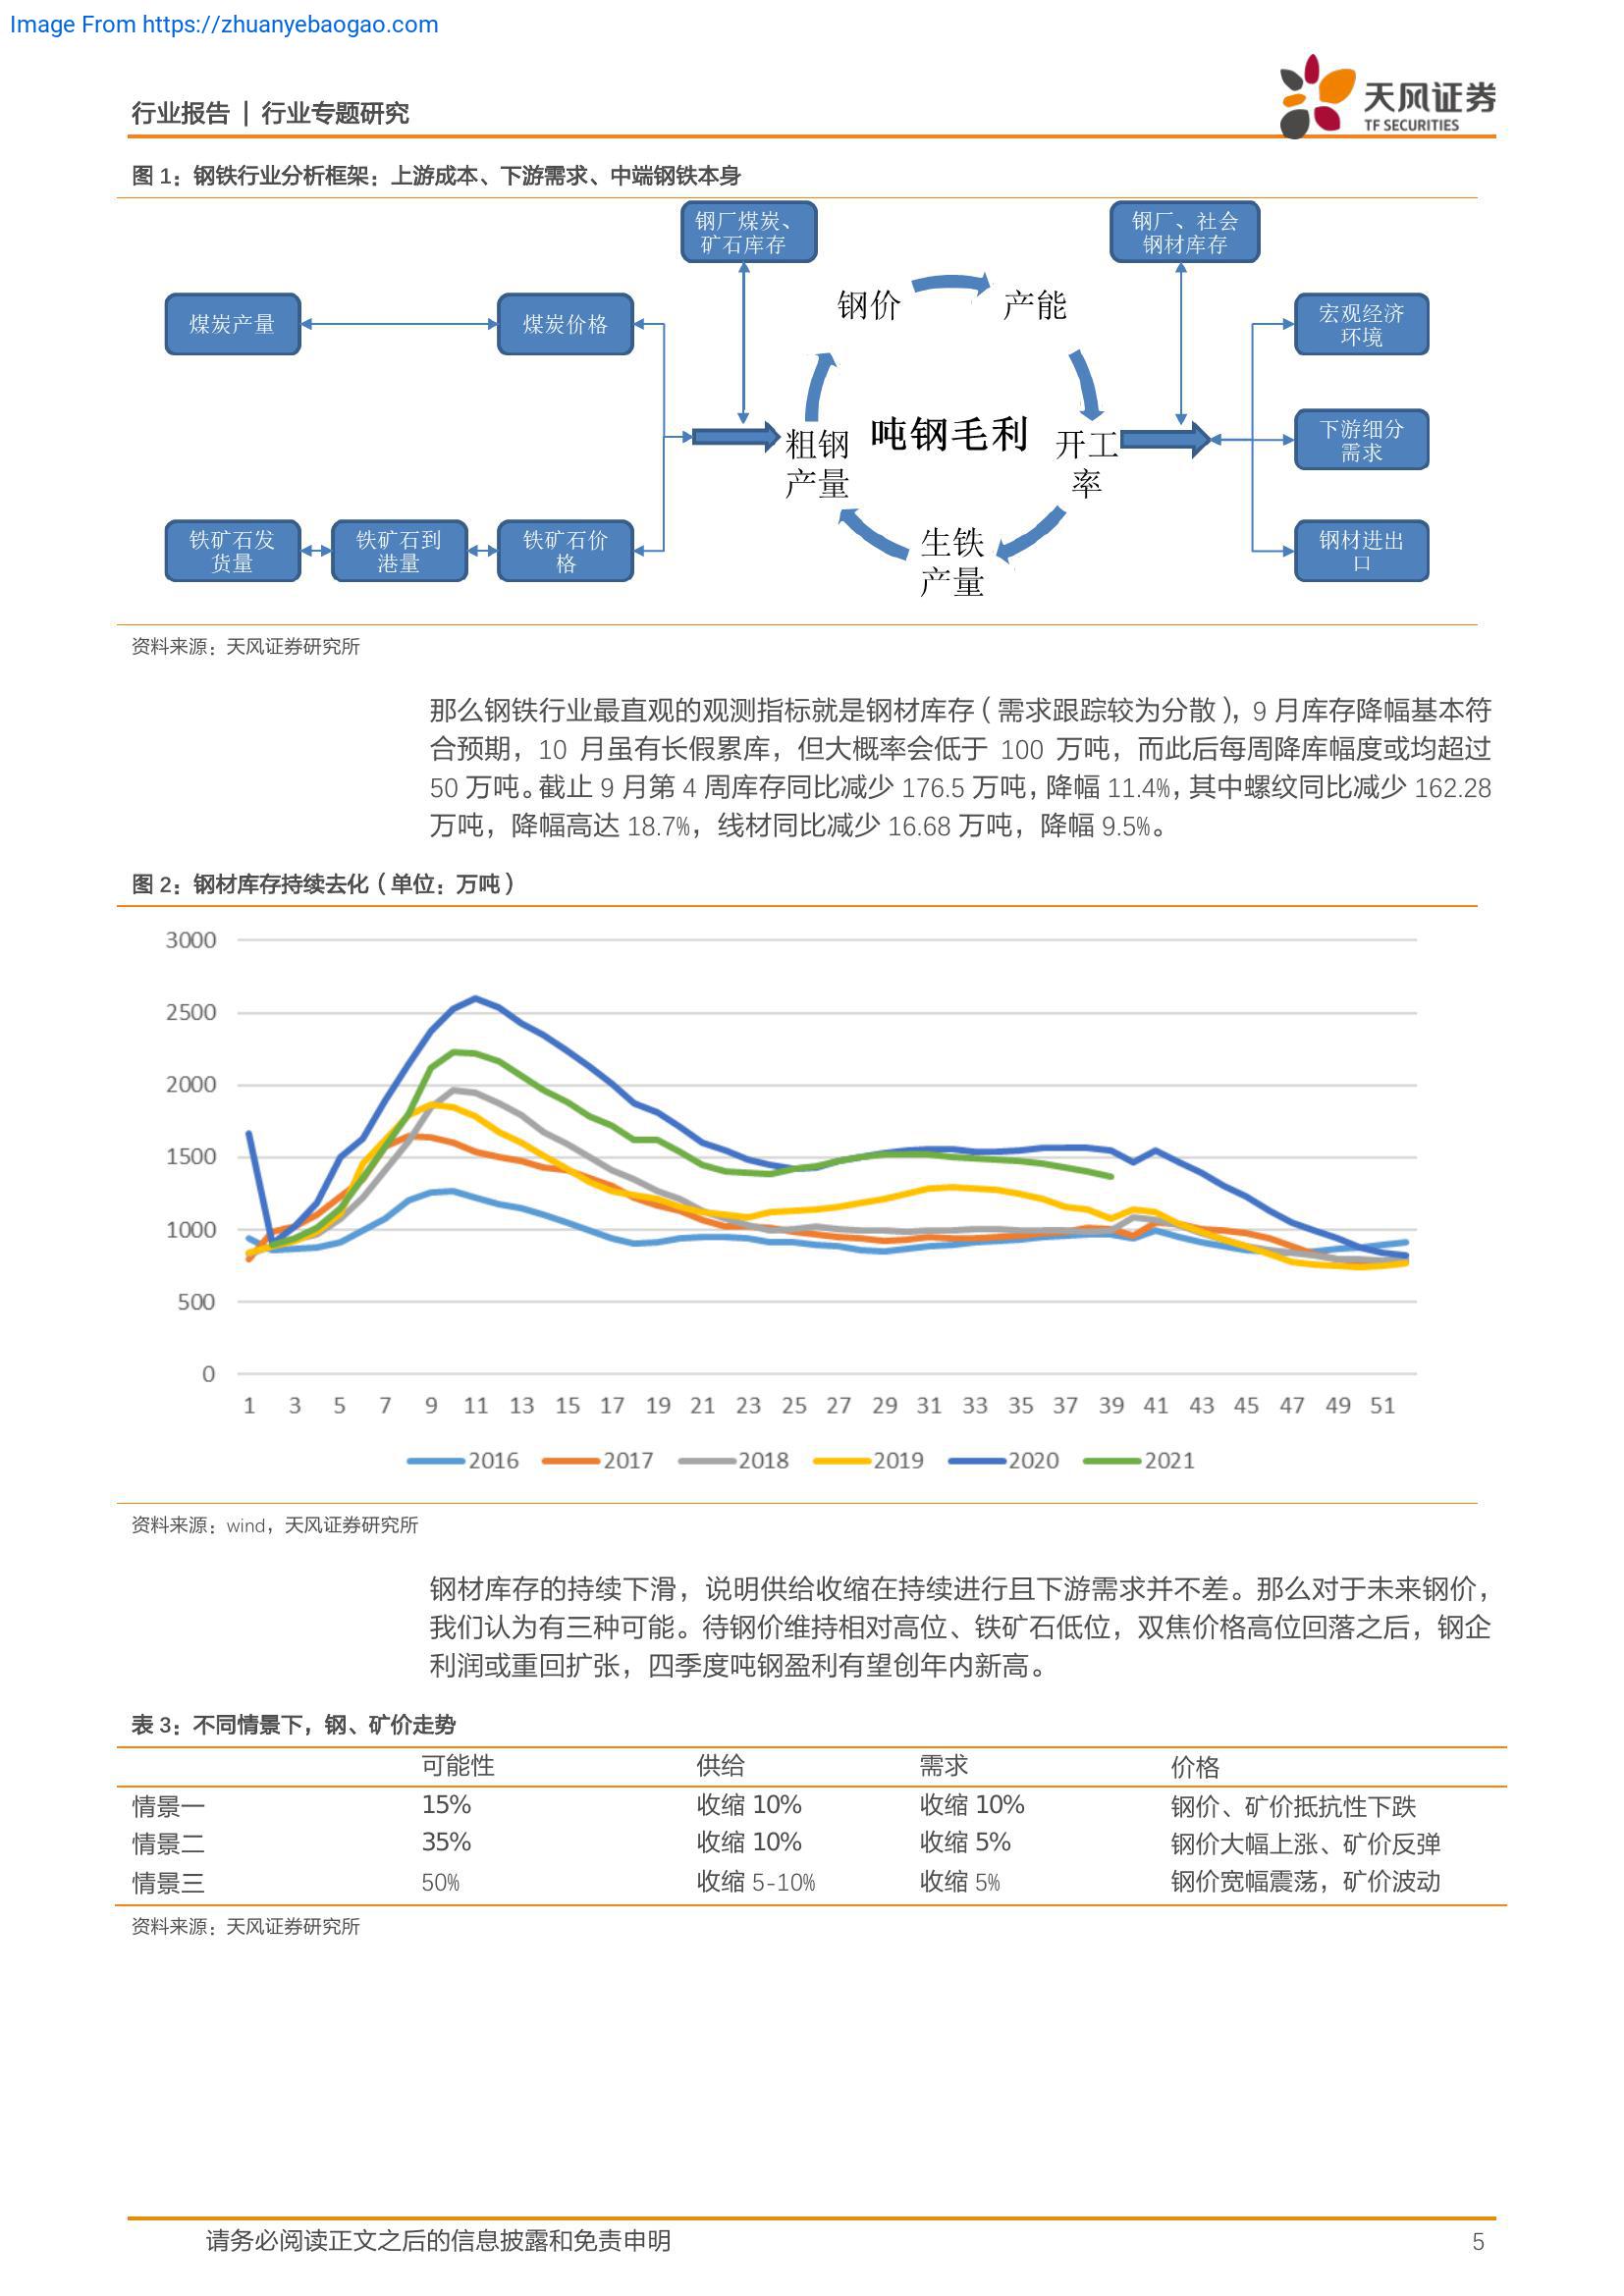 Image From https://zhuanyebaogao.com
行业报告 | 行业专题研究
天风证券
TF SECURITIES
图 1：钢铁行业分析框架：上游成本、下游需求、中端钢铁本身
钢厂煤炭、
矿石库存
钢厂、社会
钢材库存
煤炭产量
煤炭价格
钢价
产能
宏观经济
环境
粗钢
产量
吨钢毛利
开工
率
下游细分
需求
铁矿石发
货量
铁矿石到
港量
铁矿石价
格
生铁
产量
钢材进出
口
资料来源：天风证券研究所
那么钢铁行业最直观的观测指标就是钢材库存（需求跟踪较为分散），9 月库存降幅基本符
合预期，10 月虽有长假累库，但大概率会低于 100 万吨，而此后每周降库幅度或均超过
50 万吨。截止 9 月第 4 周库存同比减少 176.5 万吨，降幅 11.4%，其中螺纹同比减少 162.28
万吨，降幅高达 18.7%，线材同比减少 16.68 万吨，降幅 9.5%。
图 2：钢材库存持续去化（单位：万吨）
3000
2500
2000
1500
1000
500
0
1 3 5 7 9 11 13 15 17 19 21 23 25 27 29 31 33 35 37 39 41 43 45 47 49 51
2016 2017 2018 2019 2020 2021
资料来源：wind，天风证券研究所
钢材库存的持续下滑，说明供给收缩在持续进行且下游需求并不差。那么对于未来钢价，
我们认为有三种可能。待钢价维持相对高位、铁矿石低位，双焦价格高位回落之后，钢企
利润或重回扩张，四季度吨钢盈利有望创年内新高。
表 3：不同情景下，钢、矿价走势
可能性 供给 需求 价格
情景一 15% 收缩 10% 收缩 10% 钢价、矿价抵抗性下跌
情景二 35% 收缩 10% 收缩 5% 钢价大幅上涨、矿价反弹
情景三 50% 收缩 5-10% 收缩 5% 钢价宽幅震荡，矿价波动
资料来源：天风证券研究所
请务必阅读正文之后的信息披露和免责申明 5